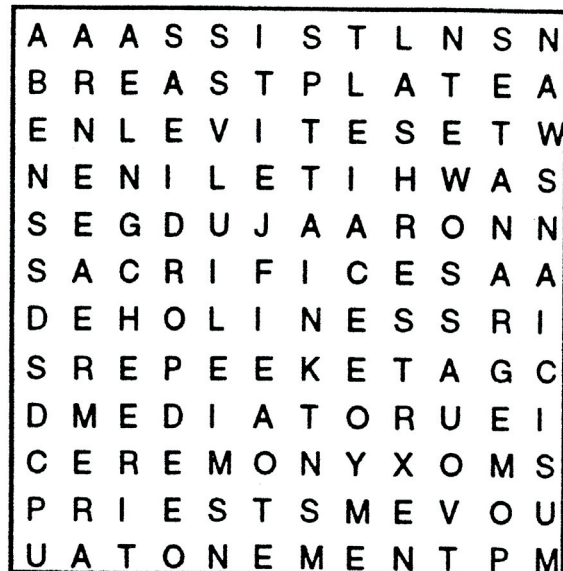 A A A S S I S T L N S N
B R E A S T P L A T E A
E N L E V I T E S E T W
N E N I L E T I H W A S
S E G D U J A A R O N N
S A C R I F I C E S A A
D E H O L I N E S S R I
S R E P E E K E T A G C
D M E D I A T O R U E I
C E R E M O N Y X O M S
P R I E S T S M E V O U
U A T O N E M E N T P M